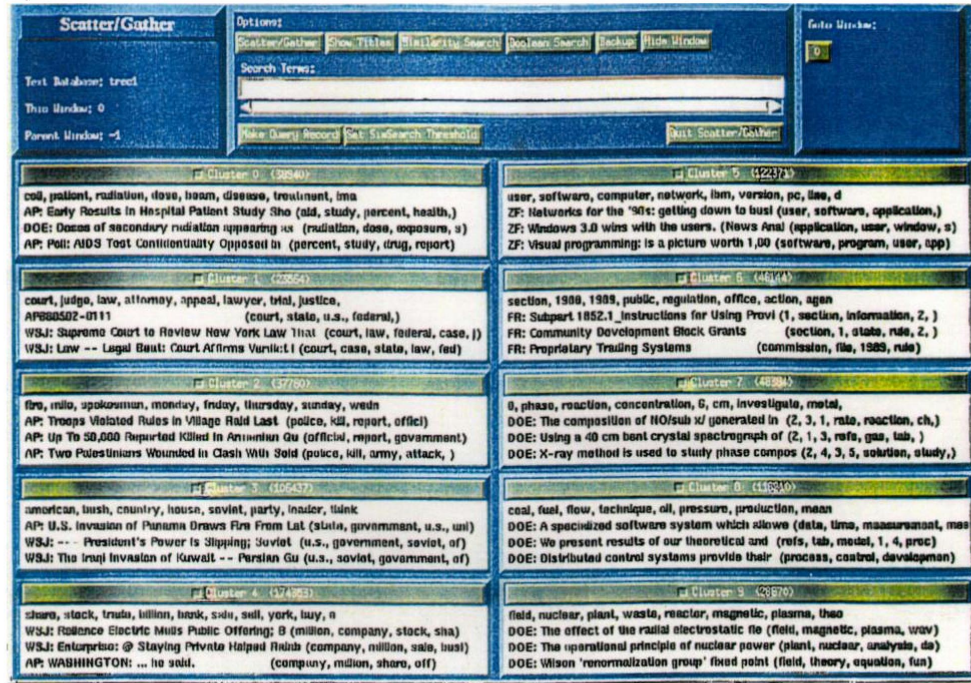 Scatter/Gather
Text Database: tree1
This Window: 0
Parent Window: -1
Options:
Scatter/Gather Show Titles Similarity Search Boolean Search Backup Hide Window
Search Terms:
Make Query Record Set SimSearch Threshold Quit Scatter/Gather
Goto Window:
0
Cluster 0
cell, patient, radiation, dose, beam, disease, treatment, ima
AP: Early Results in Hospital Patient Study Sho (aid, study, percent, health,)
DOE: Doses of secondary radiation appearing as (radiation, dose, exposure, s)
AP: Poll: AIDS Test Confidentiality Opposed in (percent, study, drug, report)
Cluster 1
court, judge, law, attorney, appeal, lawyer, trial, justice,
AP880502-0111 (court, state, u.s., federal,)
WSJ: Supreme Court to Review New York Law That (court, law, federal, case, j)
WSJ: Law -- Legal Beat: Court Affirms (court, case, state, law, fed)
Cluster 2 (37760)
fire, mile, spokesman, monday, friday, thursday, sunday, wedn
AP: Troops Violated Rules in Village Raid Last (police, kill, report, offici)
AP: Up To 50,000 Reported Killed in Armenian Qu (official, report, government)
AP: Two Palestinians Wounded in Clash With Sold (police, kill, army, attack, )
Cluster 3 (106437)
american, bush, country, house, soviet, party, leader, think
AP: U.S. Invasion of Panama Draws Fire From Lat (state, government, u.s., uni)
WSJ: --- President's Power is Slipping; Soviet (u.s., government, soviet, of)
WSJ: The Iraqi Invasion of Kuwait -- Persian Gu (u.s., soviet, government, of)
Cluster 4
share, stock, trade, billion, bank, sale, sell, york, buy, a
WSJ: Reliance Electric Mulls Public Offering; B (million, company, stock, sha)
WSJ: Enterprise: @ Staying Private Helped (company, million, sale, busi)
AP: WASHINGTON: ... he said. (company, million, share, off)
Cluster 5 (122371)
user, software, computer, network, ibm, version, pc, line, d
ZF: Networks for the '90s: getting down to busi (user, software, application,)
ZF: Windows 3.0 wins with the users. (News Anal (application, user, window, s)
ZF: Visual programming: is a picture worth 1,00 (software, program, user, app)
Cluster 6 (46144)
section, 1988, 1989, public, regulation, office, action, agen
FR: Subpart 1852.1_Instructions for Using Provi (1, section, information, 2, )
FR: Community Development Block Grants (section, 1, state, rule, 2, )
FR: Proprietary Trading Systems (commission, file, 1989, rule)
Cluster 7
0, phase, reaction, concentration, 6, cm, investigate, metal,
DOE: The composition of NO/sub x/ generated in (2, 3, 1, rate, reaction, ch,)
DOE: Using a 40 cm bent crystal spectrograph of (2, 1, 3, refs, gas, tab, )
DOE: X-ray method is used to study phase compos (2, 4, 3, 5, solution, study,)
Cluster 8
coal, fuel, flow, technique, oil, pressure, production, mean
DOE: A specialized software system which allows (data, time, measurement, mea
DOE: We present results of our theoretical and (refs, tab, model, 1, 4, proc)
DOE: Distributed control systems provide their (process, control, developmen)
Cluster 9
field, nuclear, plant, waste, reactor, magnetic, plasma, theo
DOE: The effect of the radial electrostatic fie (field, magnetic, plasma, wav)
DOE: The operational principle of nuclear power (plant, nuclear, analysis, de)
DOE: Wilson 'renormalization group' fixed point (field, theory, equation, fun)